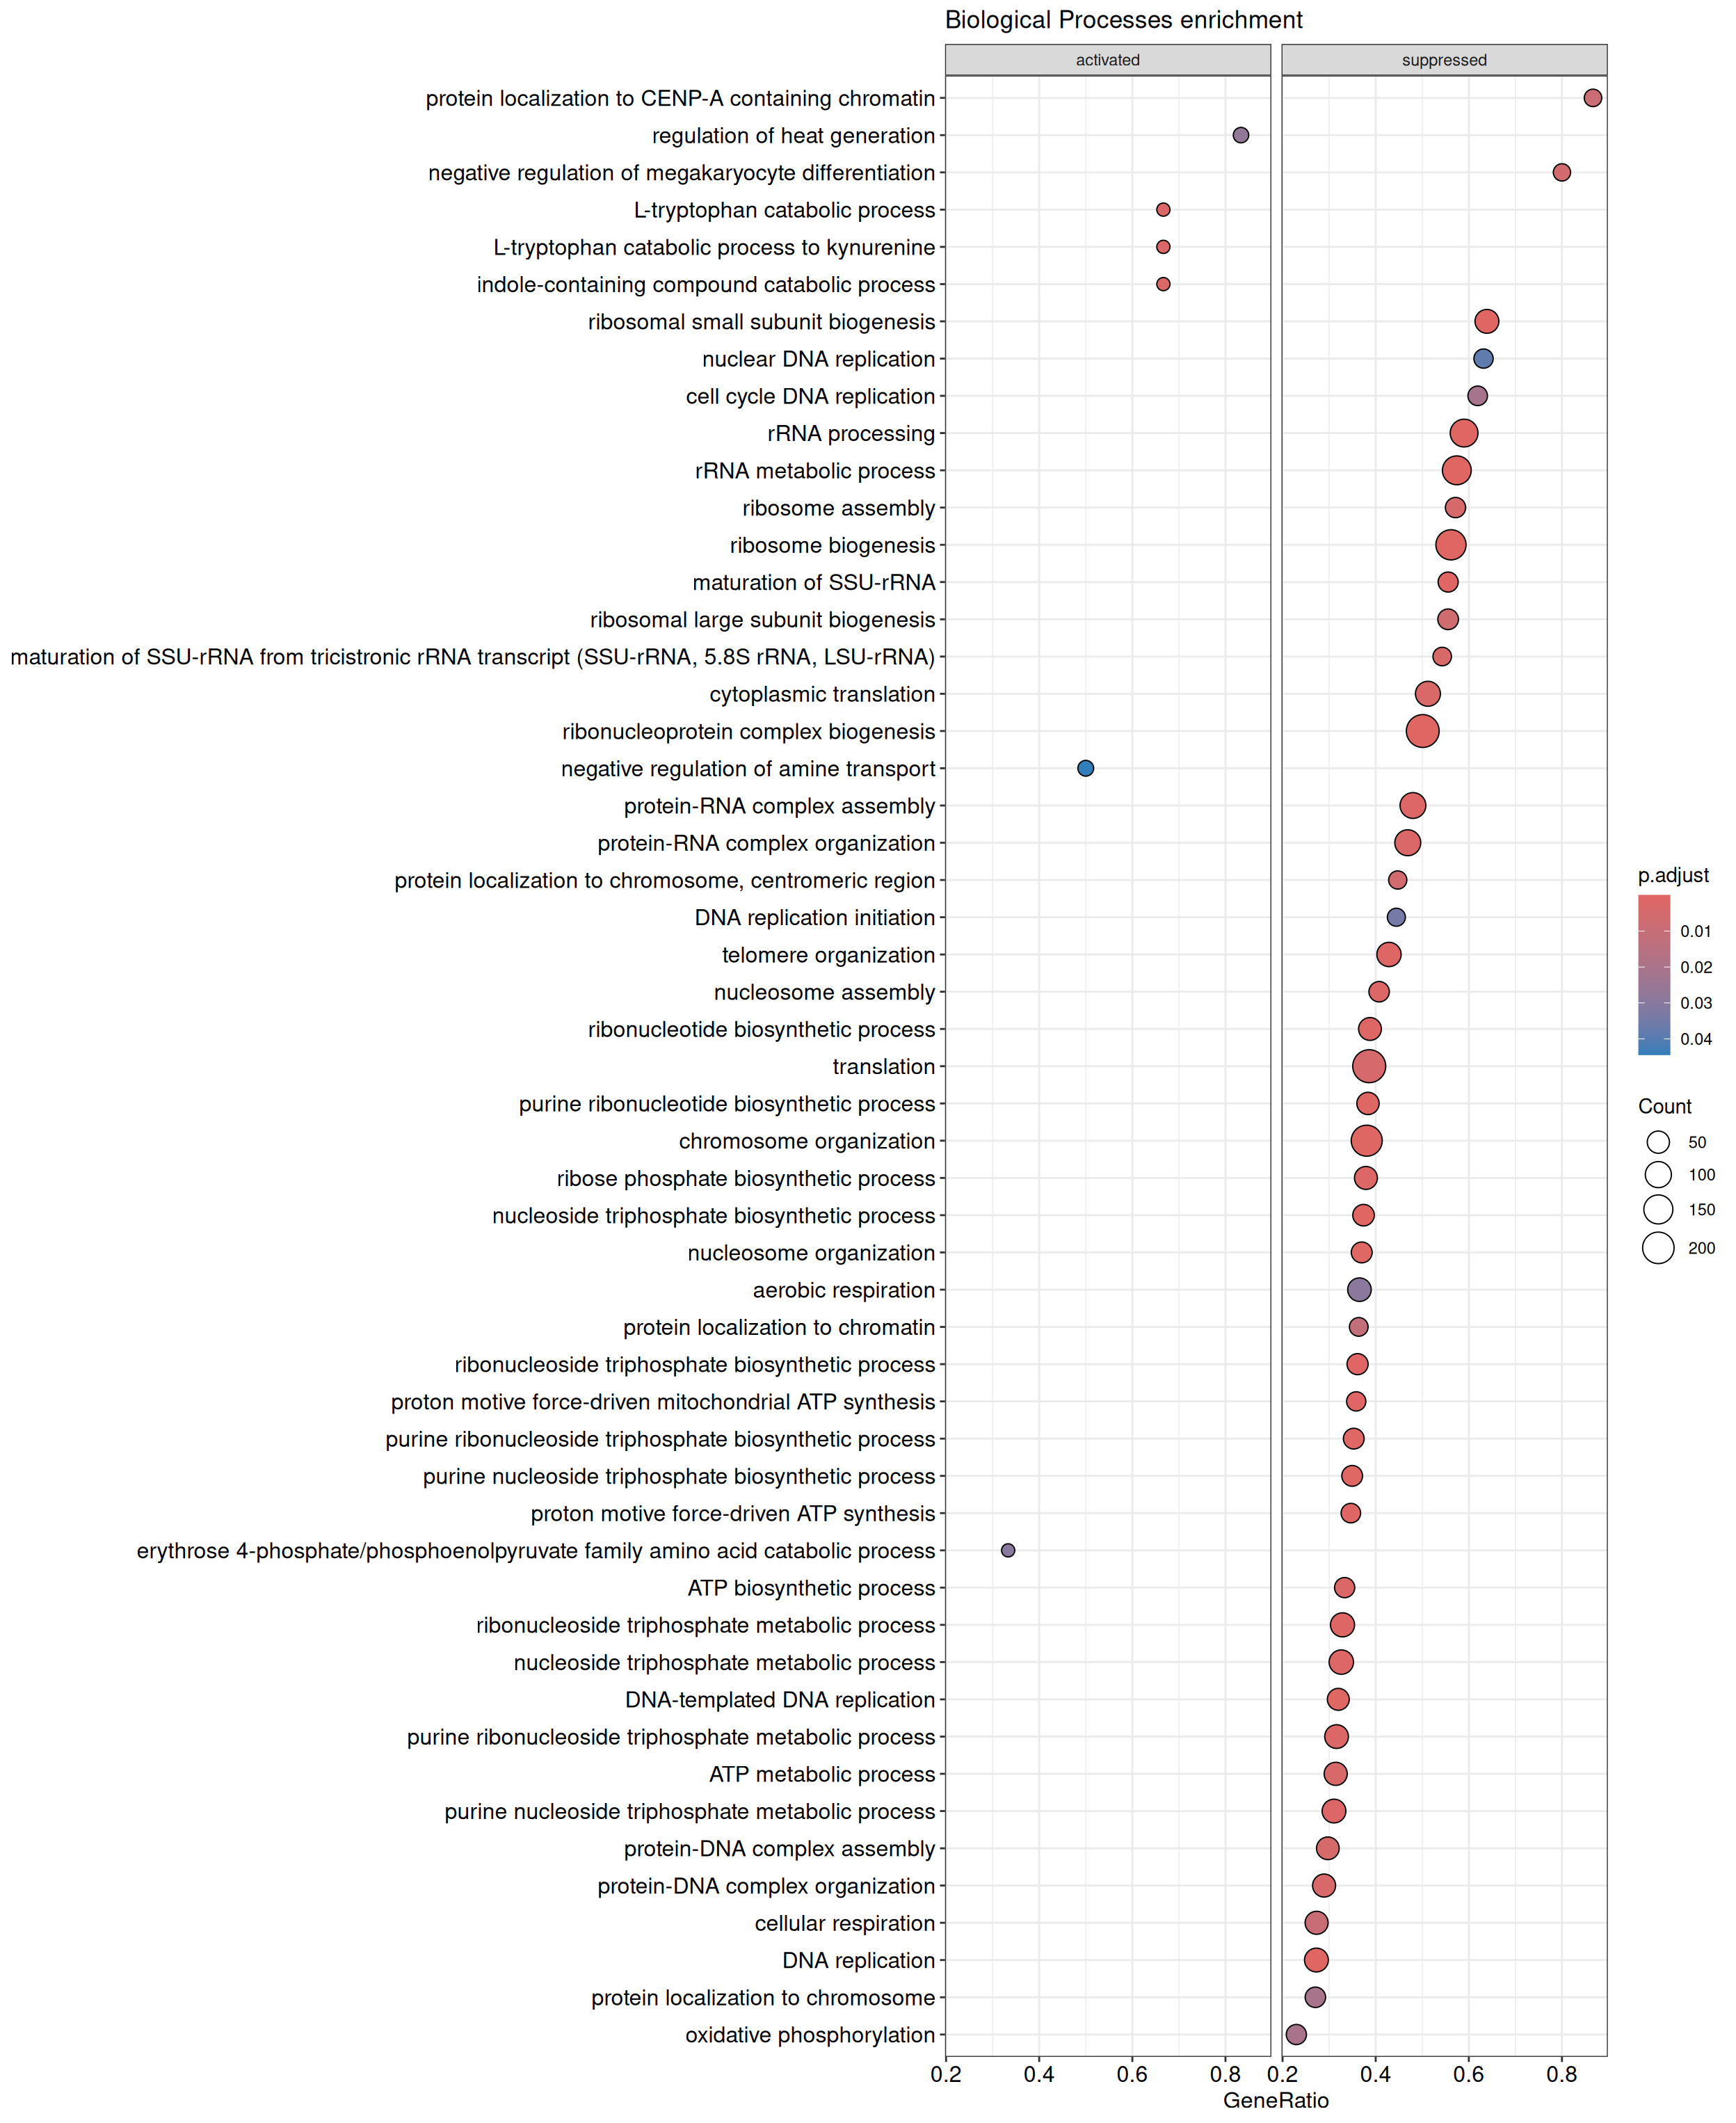 Biological Processes enrichment
activated
suppressed
protein localization to CENP-A containing chromatin
regulation of heat generation
negative regulation of megakaryocyte differentiation
L-tryptophan catabolic process
L-tryptophan catabolic process to kynurenine
indole-containing compound catabolic process
ribosomal small subunit biogenesis
nuclear DNA replication
cell cycle DNA replication
rRNA processing
rRNA metabolic process
ribosome assembly
ribosome biogenesis
maturation of SSU-rRNA
ribosomal large subunit biogenesis
maturation of SSU-rRNA from tricistronic rRNA transcript (SSU-rRNA, 5.8S rRNA, LSU-rRNA)
cytoplasmic translation
ribonucleoprotein complex biogenesis
negative regulation of amine transport
protein-RNA complex assembly
protein-RNA complex organization
protein localization to chromosome, centromeric region
DNA replication initiation
telomere organization
nucleosome assembly
ribonucleotide biosynthetic process
translation
purine ribonucleotide biosynthetic process
chromosome organization
ribose phosphate biosynthetic process
nucleoside triphosphate biosynthetic process
nucleosome organization
aerobic respiration
protein localization to chromatin
ribonucleoside triphosphate biosynthetic process
proton motive force-driven mitochondrial ATP synthesis
purine ribonucleoside triphosphate biosynthetic process
purine nucleoside triphosphate biosynthetic process
proton motive force-driven ATP synthesis
erythrose 4-phosphate/phosphoenolpyruvate family amino acid catabolic process
ATP biosynthetic process
ribonucleoside triphosphate metabolic process
nucleoside triphosphate metabolic process
DNA-templated DNA replication
purine ribonucleoside triphosphate metabolic process
ATP metabolic process
purine nucleoside triphosphate metabolic process
protein-DNA complex assembly
protein-DNA complex organization
cellular respiration
DNA replication
protein localization to chromosome
oxidative phosphorylation
0.2 0.4 0.6 0.8 0.2 0.4 0.6 0.8
GeneRatio
p.adjust
0.01
0.02
0.03
0.04
Count
50
100
150
200